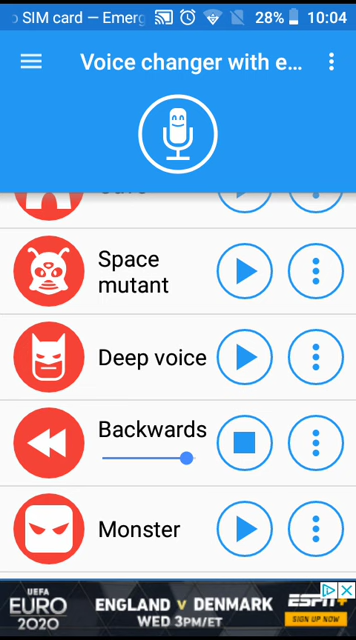 SIM card — Emerg
28%
10:04
Voice changer with e...
Space
mutant
Deep voice
Backwards
Monster
UEFA
EURO
2020
ENGLAND V DENMARK
WED 3PM/ET
ESPN+
SIGN UP NOW